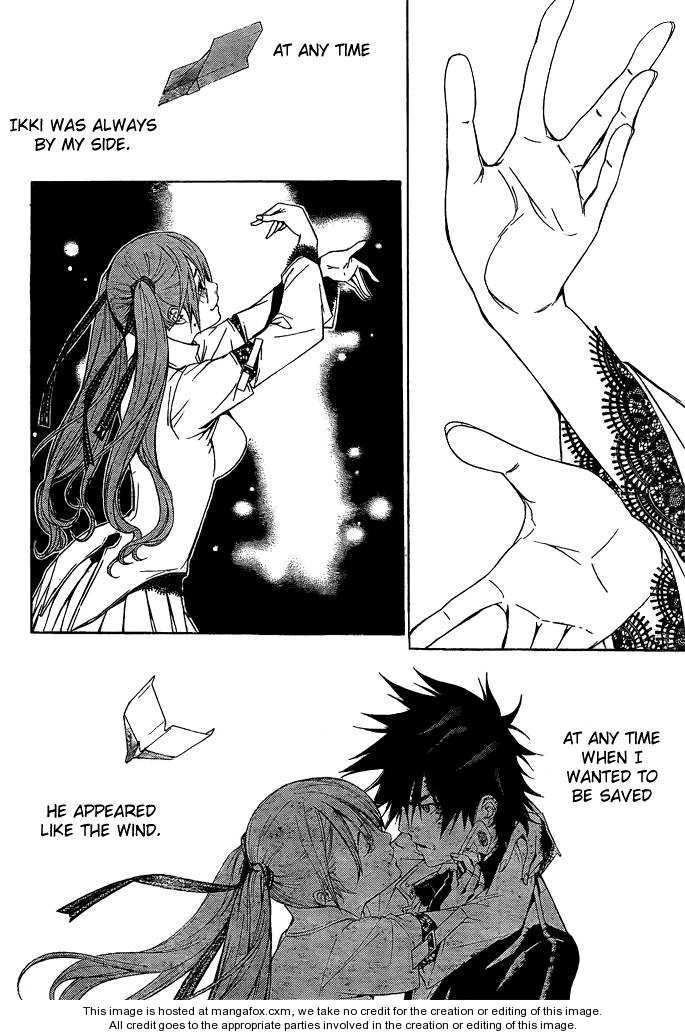 AT ANY TIME
IKKI WAS ALWAYS
BY MY SIDE.
AT ANY TIME
WHEN I
WANTED TO
BE SAVED
HE APPEARED
LIKE THE WIND.
This image is hosted at mangafox.cxm, we take no credit for the creation or editing of this image.
All credit goes to the appropriate parties involved in the creation or editing of this image.